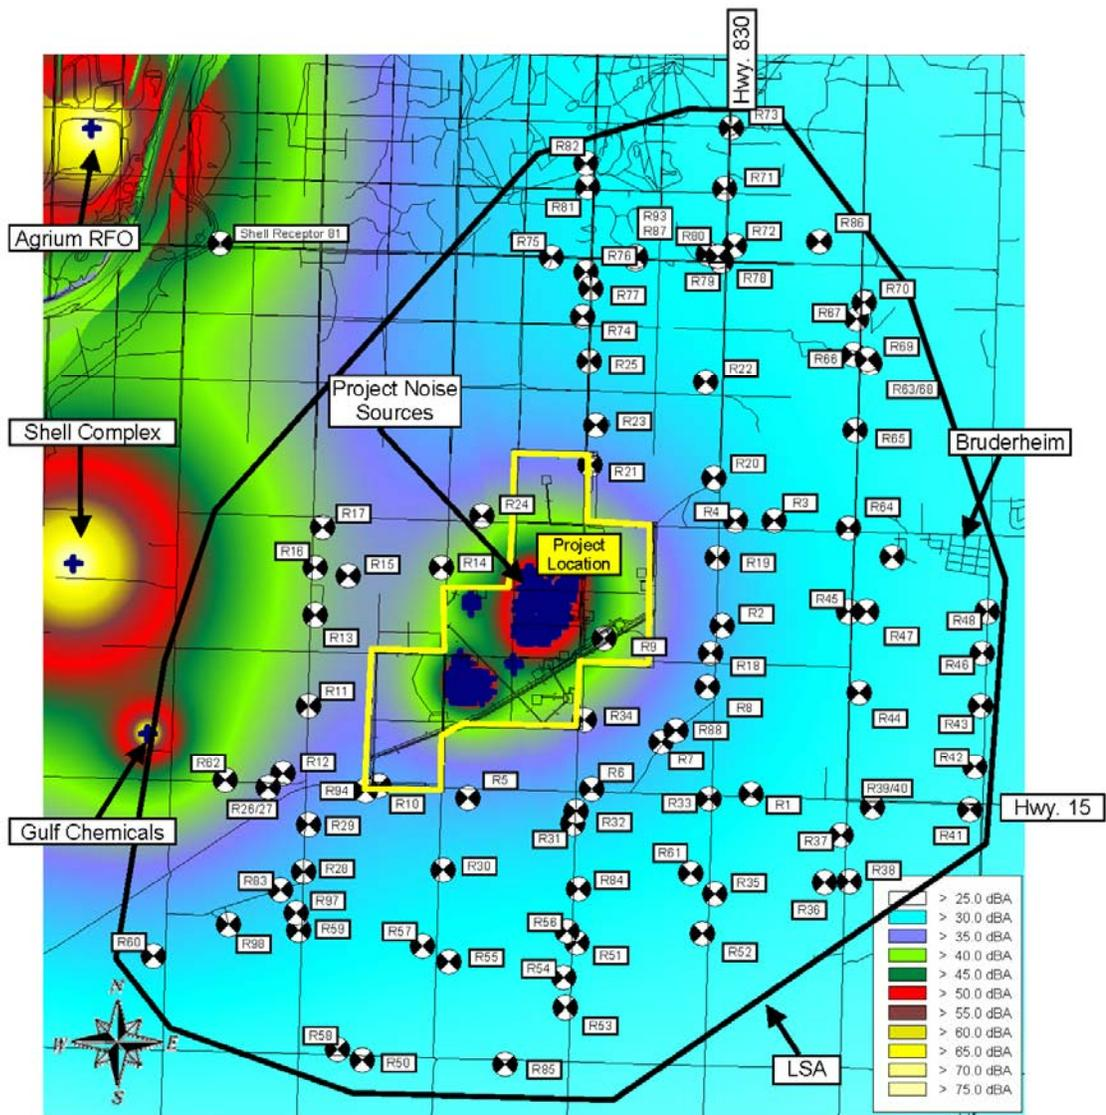 Hwy. 830
R73
R82
R71
R81
R93
R87
R86
Agrium RFO
Shell Receptor 81
R75
R76
R80
R72
R79
R78
R77
R70
R67
R74
R25
R66
R69
R22
R63/68
Project Noise
Sources
Shell Complex
R23
R65
Bruderheim
R21
R20
R24
R4
R3
R64
R17
Project
Location
R16
R15
R14
R19
R13
R45
R2
R47
R48
R9
R18
R46
R11
R8
R44
R43
R34
R88
R7
R42
R62
R12
R26/27
R94
R10
R5
R6
R33
R1
R39/40
Hwy. 15
Gulf Chemicals
R29
R31
R32
R37
R41
R28
R30
R61
R38
R83
R84
R35
R36
R97
R59
R98
R60
R57
R56
R55
R51
R52
R54
R53
N
W
E
S
R58
R50
R85
LSA
> 25.0 dBA
> 30.0 dBA
> 35.0 dBA
> 40.0 dBA
> 45.0 dBA
> 50.0 dBA
> 55.0 dBA
> 60.0 dBA
> 65.0 dBA
> 70.0 dBA
> 75.0 dBA